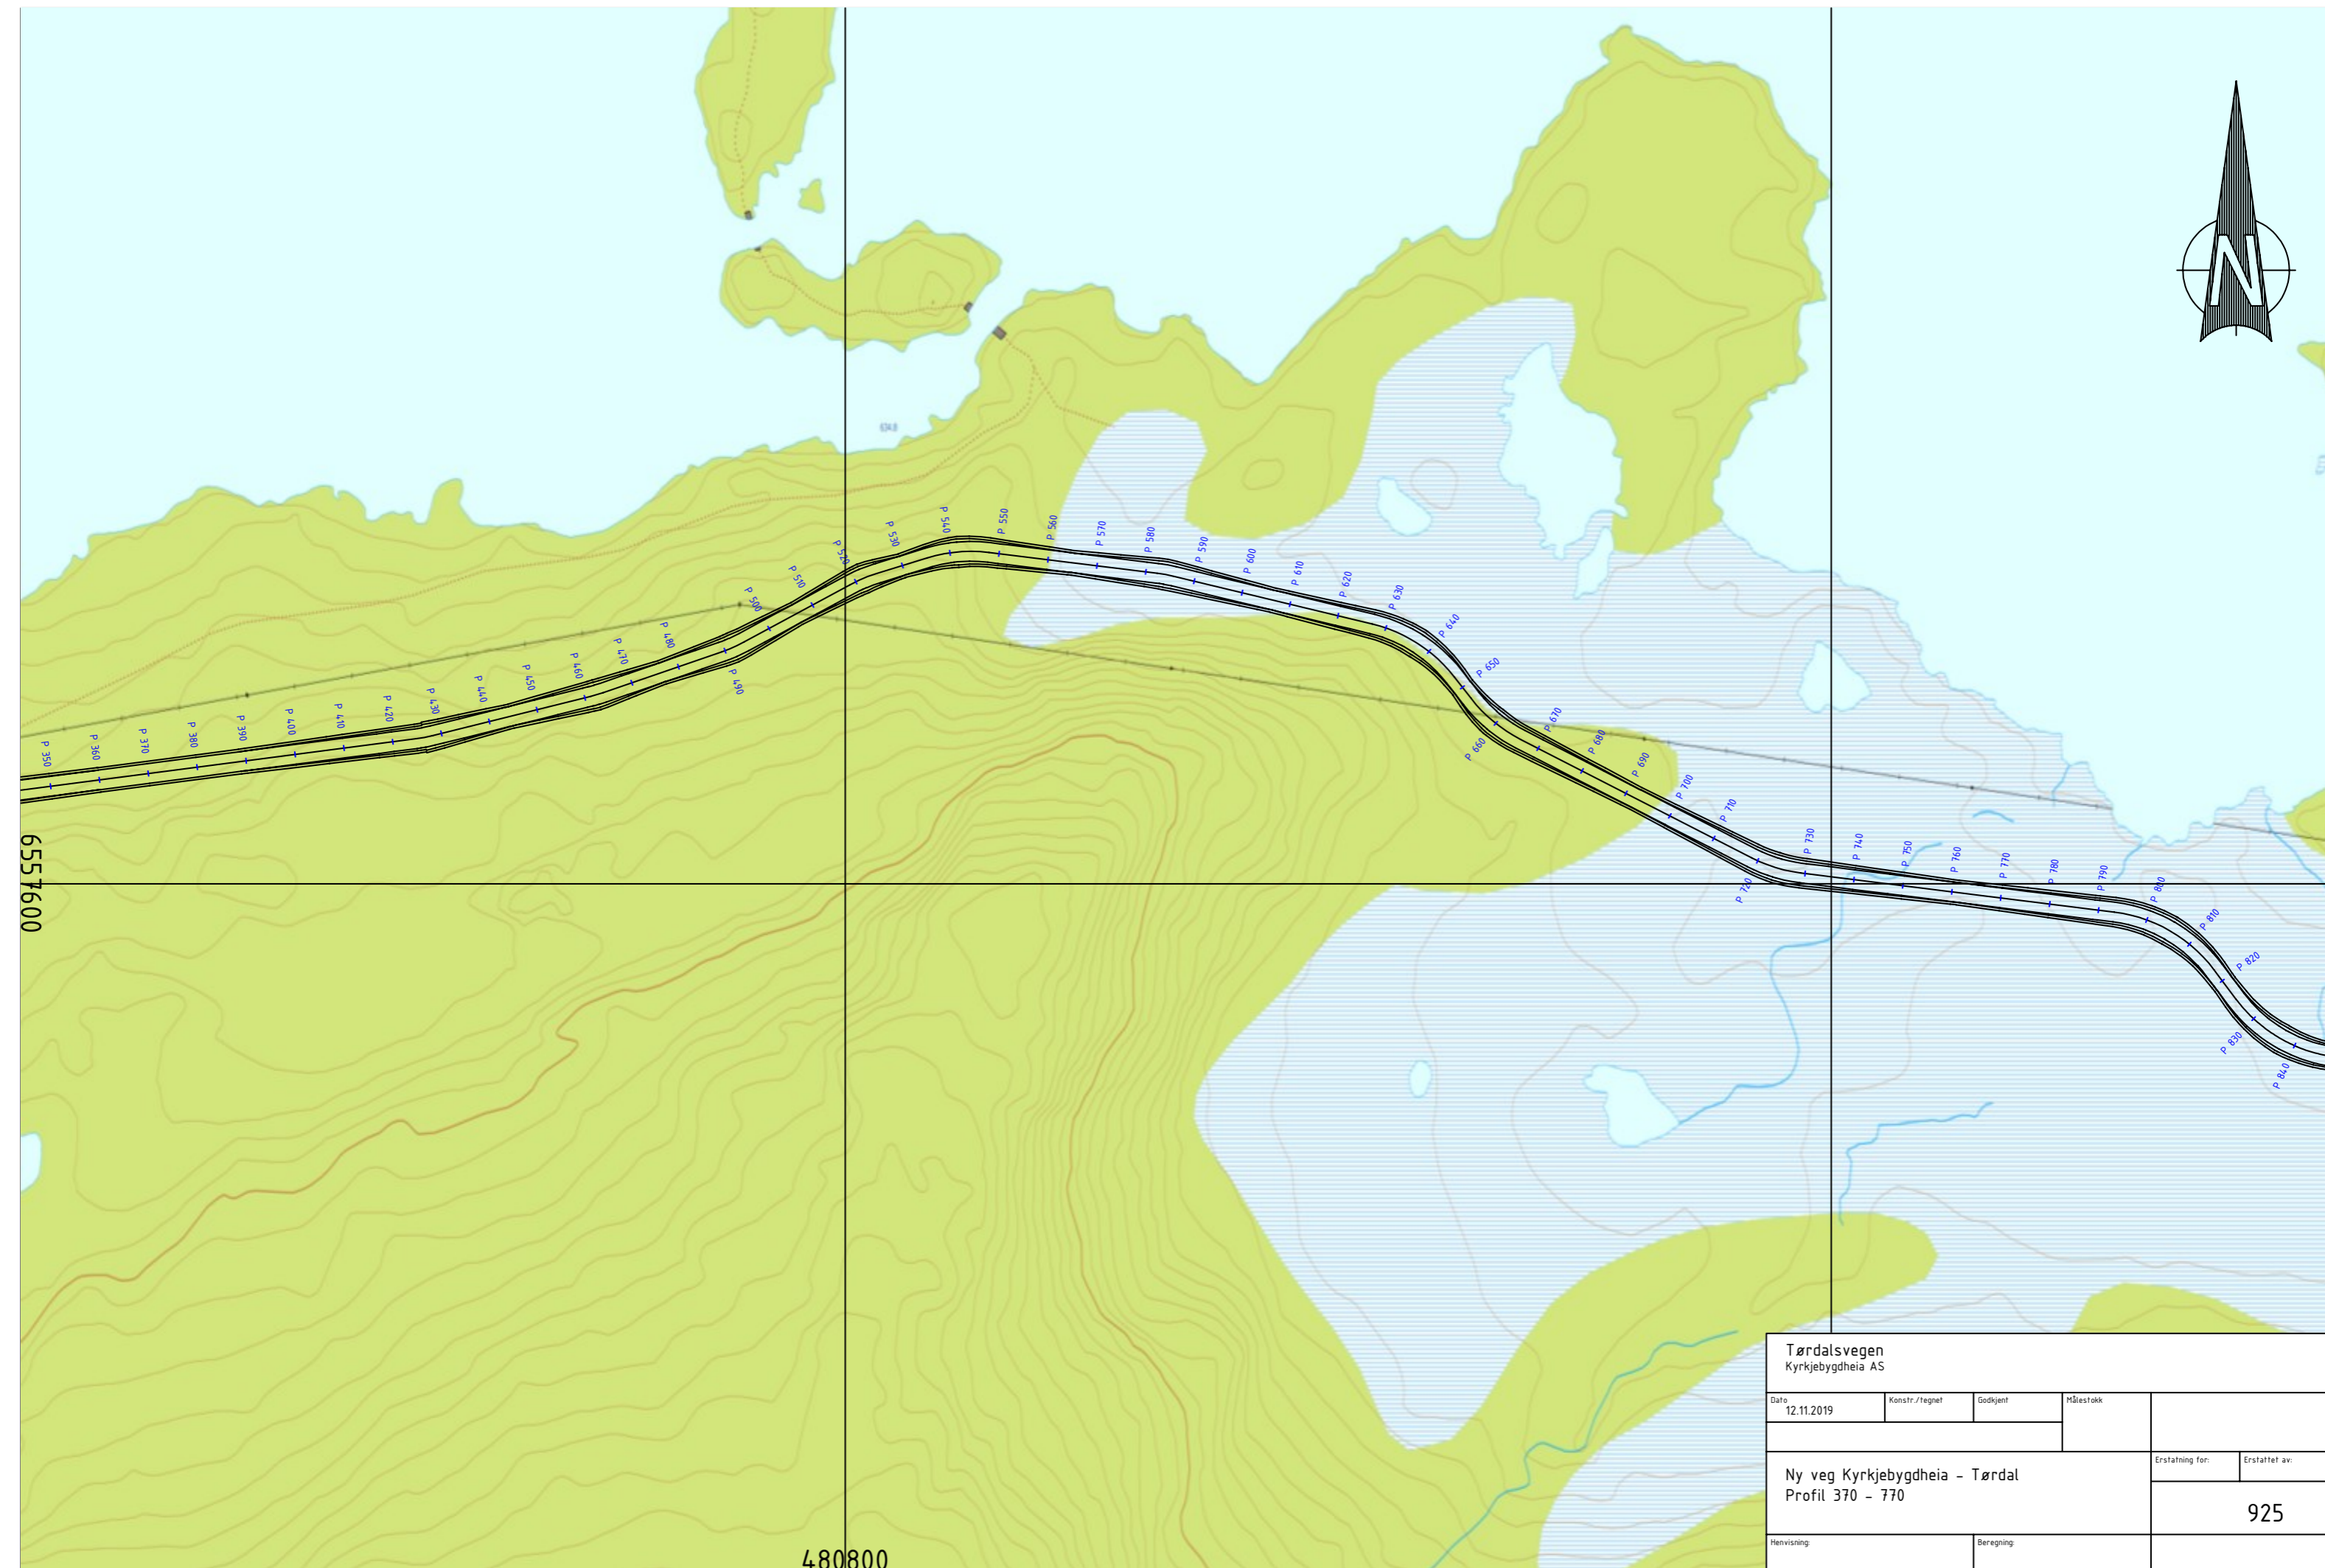 N
634.8
P 350
P 360
P 370
P 380
P 390
P 400
P 410
P 420
P 430
P 440
P 450
P 460
P 470
P 480
P 490
P 500
P 510
P 520
P 530
P 540
P 550
P 560
P 570
P 580
P 590
P 600
P 610
P 620
P 630
P 640
P 650
P 660
P 670
P 680
P 690
P 700
P 710
P 720
P 730
P 740
P 750
P 760
P 770
P 780
P 790
P 800
P 810
P 820
P 830
P 840
6557600
480800
Tørdalsvegen
Kyrkjebygdheia AS
Dato
12.11.2019
Konstr./tegnet
Godkjent
Målestokk
Ny veg Kyrkjebygdheia - Tørdal
Profil 370 - 770
Erstatning for:
Erstattet av:
925
Henvisning:
Beregning: